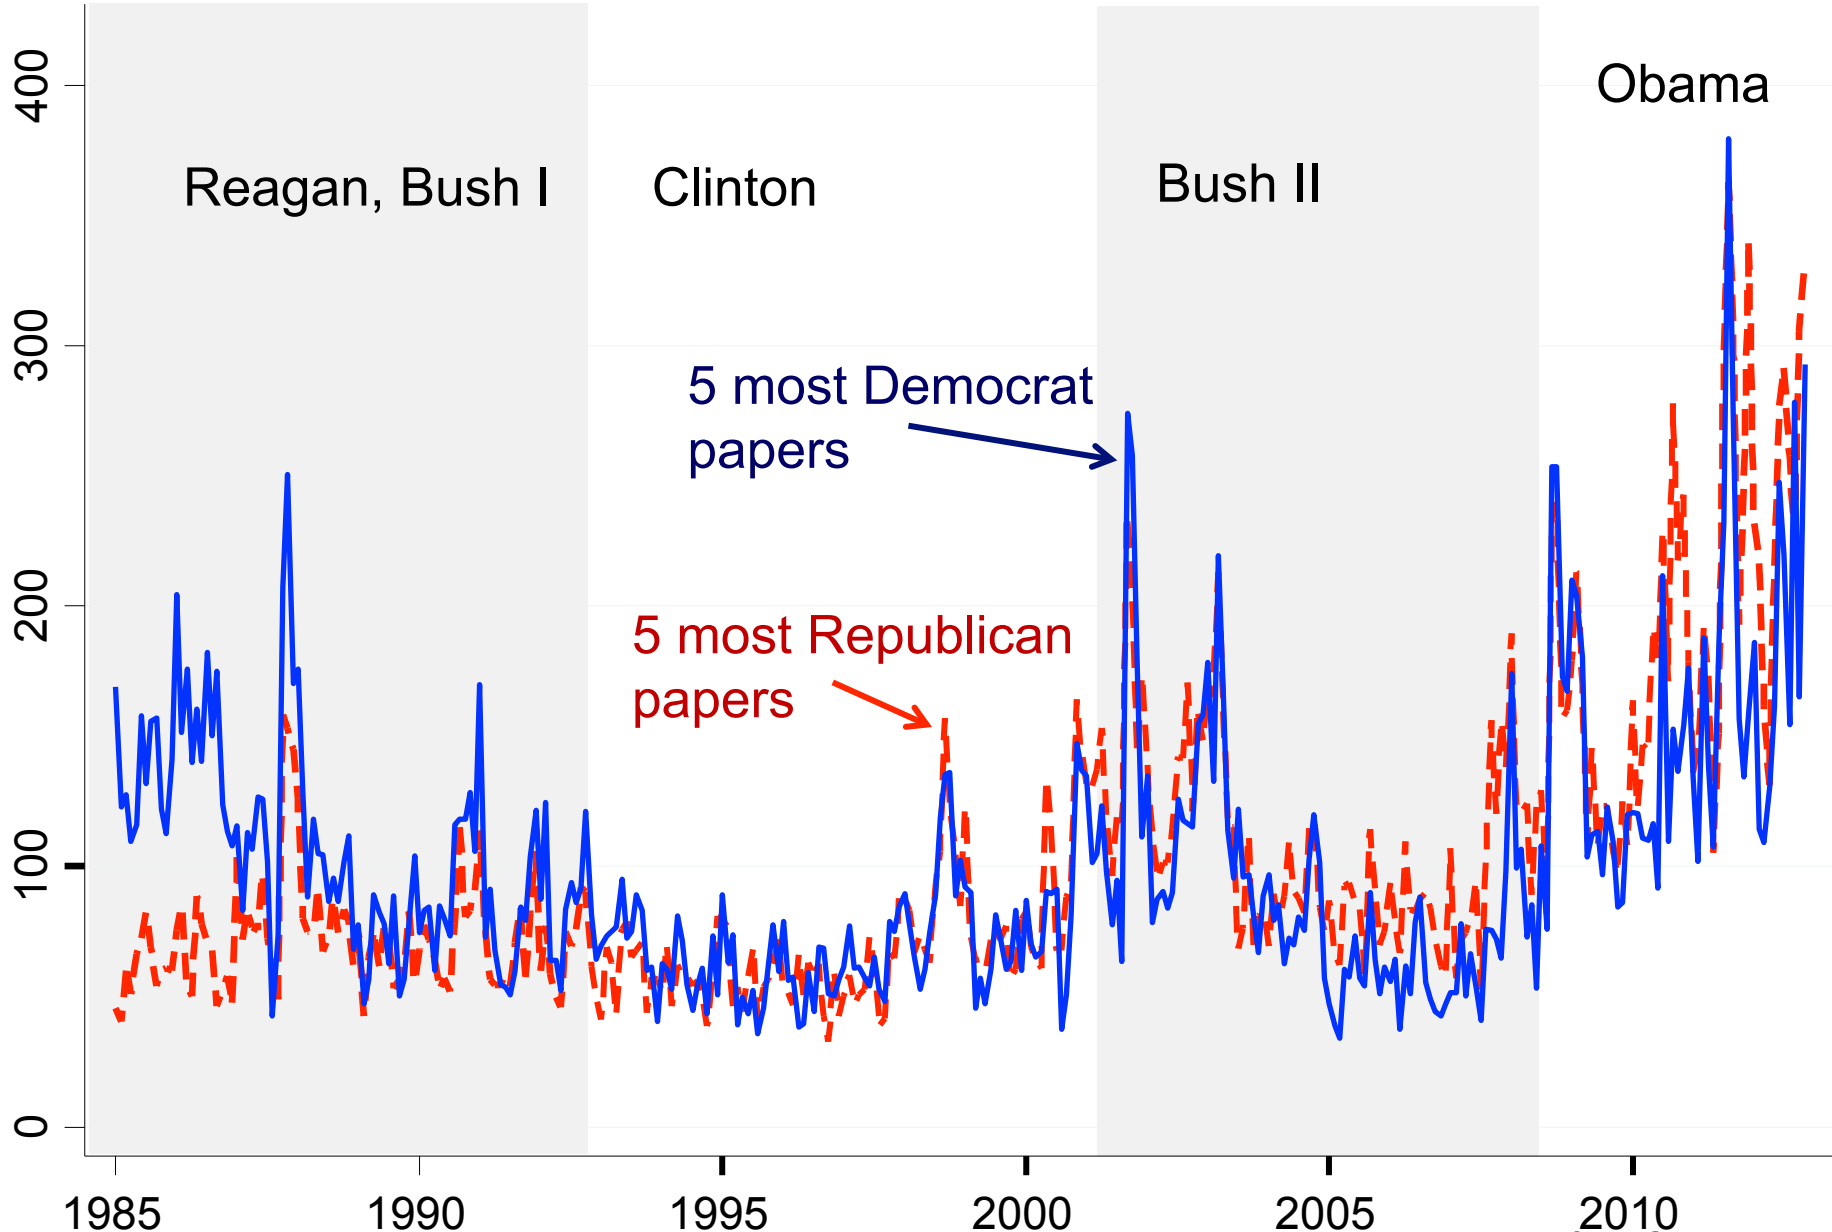 400
Obama
Reagan, Bush I
Clinton
Bush II
300
5 most Democrat
papers
200
5 most Republican
papers
100
0
1985
1990
1995
2000
2005
2010